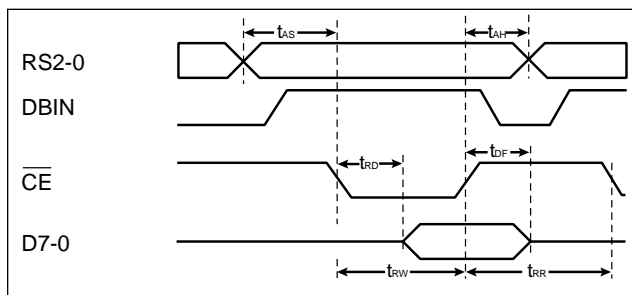 tAS
tAH
RS2-0
DBIN
tRD
tDF
CE
D7-0
tRW
tRR